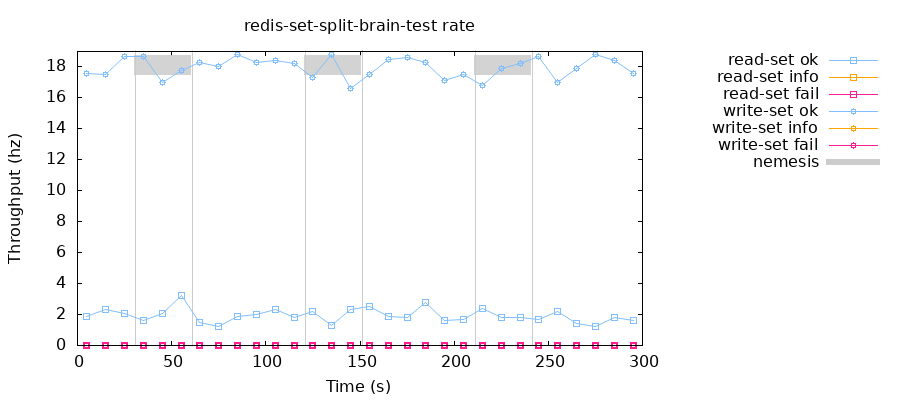 redis-set-split-brain-test rate
Throughput (hz)
18
16
14
12
10
8
6
4
2
0
0 50 100 150 200 250 300
Time (s)
read-set ok
read-set info
read-set fail
write-set ok
write-set info
write-set fail
nemesis